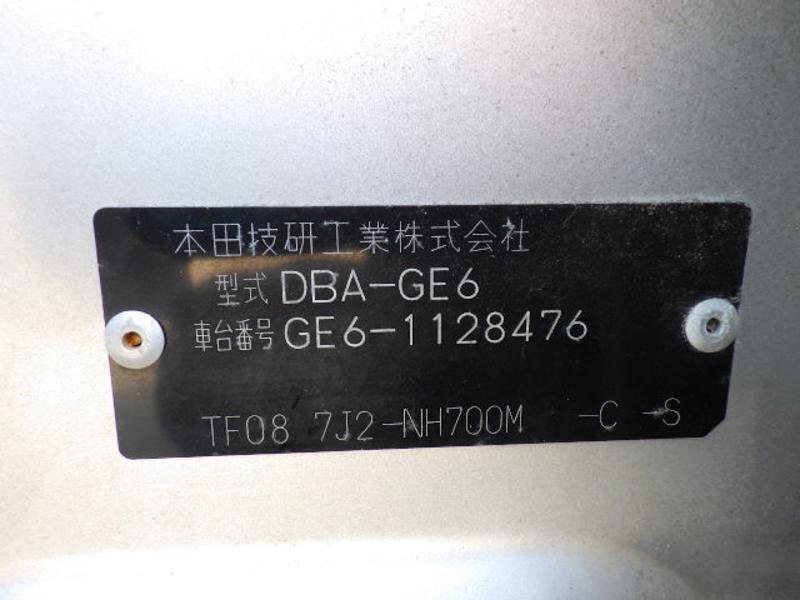 本田技研工業株式会社
型式 DBA-GE6
車台番号 GE6-1128476
TF08 7J2-NH700M -C -S